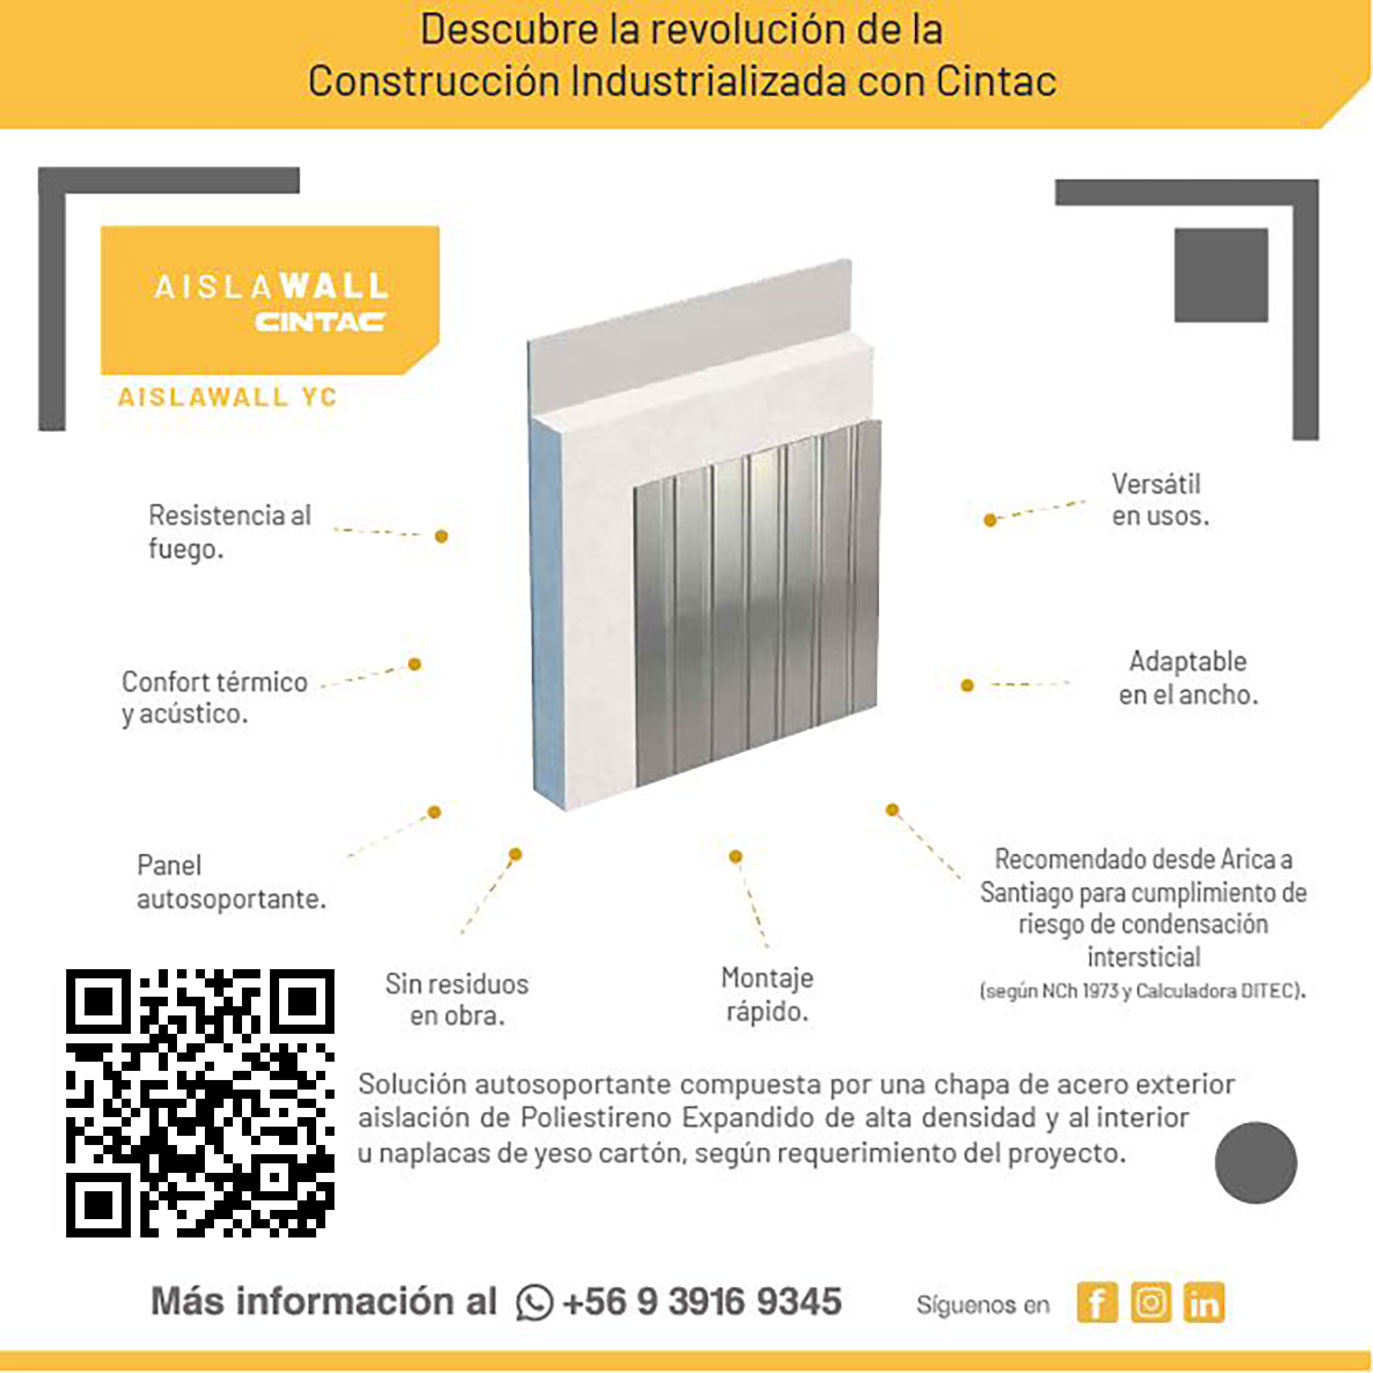 Descubre la revolución de la
Construcción Industrializada con Cintac
AISLAWALL
CINTAC
AISLAWALL YC
Resistencia al
fuego.
Confort térmico
y acústico.
Panel
autosoportante.
Sin residuos
en obra.
Montaje
rápido.
Versátil
en usos.
Adaptable
en el ancho.
Recomendado desde Arica a
Santiago para cumplimiento de
riesgo de condensación
intersticial
(según NCh 1973 y Calculadora DITEC).
Solución autosoportante compuesta por una chapa de acero exterior
aislación de Poliestireno Expandido de alta densidad y al interior
u naplacas de yeso cartón, según requerimiento del proyecto.
Más información al +56 9 3916 9345
Síguenos en